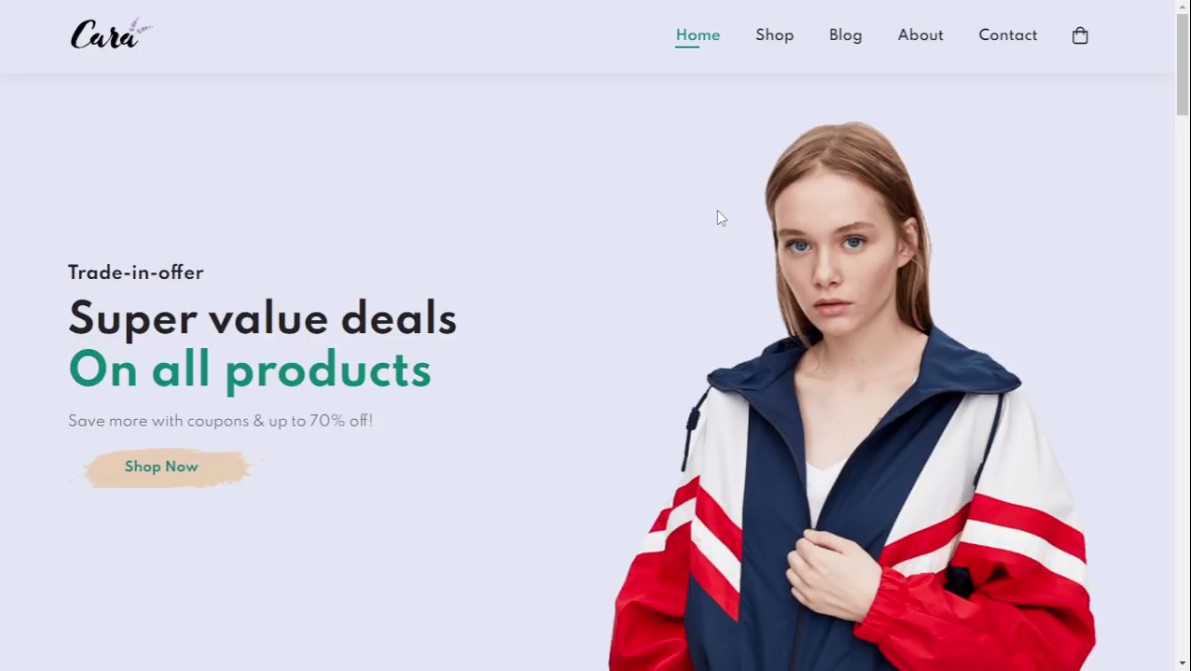 Cara
Home Shop Blog About Contact
Trade-in-offer
Super value deals
On all products
Save more with coupons & up to 70% off!
Shop Now